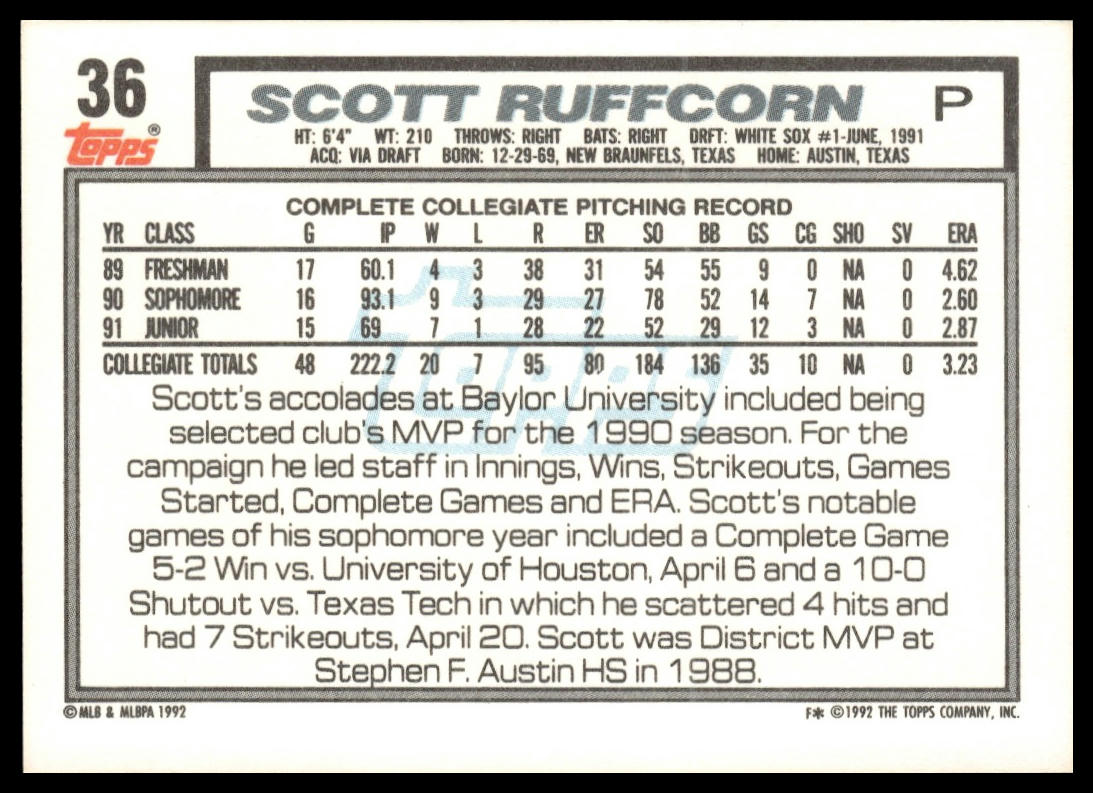 36
Topps®
SCOTT RUFFCORN P
HT: 6'4" WT: 210 THROWS: RIGHT BATS: RIGHT DRFT: WHITE SOX #1-JUNE, 1991
ACQ: VIA DRAFT BORN: 12-29-69, NEW BRAUNFELS, TEXAS HOME: AUSTIN, TEXAS
COMPLETE COLLEGIATE PITCHING RECORD
YR CLASS G IP W L R ER SO BB GS CG SHO SV ERA
89 FRESHMAN 17 60.1 4 3 38 31 54 55 9 0 NA 0 4.62
90 SOPHOMORE 16 93.1 9 3 29 27 78 52 14 7 NA 0 2.60
91 JUNIOR 15 69 7 1 28 22 52 29 12 3 NA 0 2.87
COLLEGIATE TOTALS 48 222.2 20 7 95 80 184 136 35 10 NA 0 3.23
Scott's accolades at Baylor University included being
selected club's MVP for the 1990 season. For the
campaign he led staff in Innings, Wins, Strikeouts, Games
Started, Complete Games and ERA. Scott's notable
games of his sophomore year included a Complete Game
5-2 Win vs. University of Houston, April 6 and a 10-0
Shutout vs. Texas Tech in which he scattered 4 hits and
had 7 Strikeouts, April 20. Scott was District MVP at
Stephen F. Austin HS in 1988.
© MLB & MLBPA 1992 F✱ © 1992 THE TOPPS COMPANY, INC.